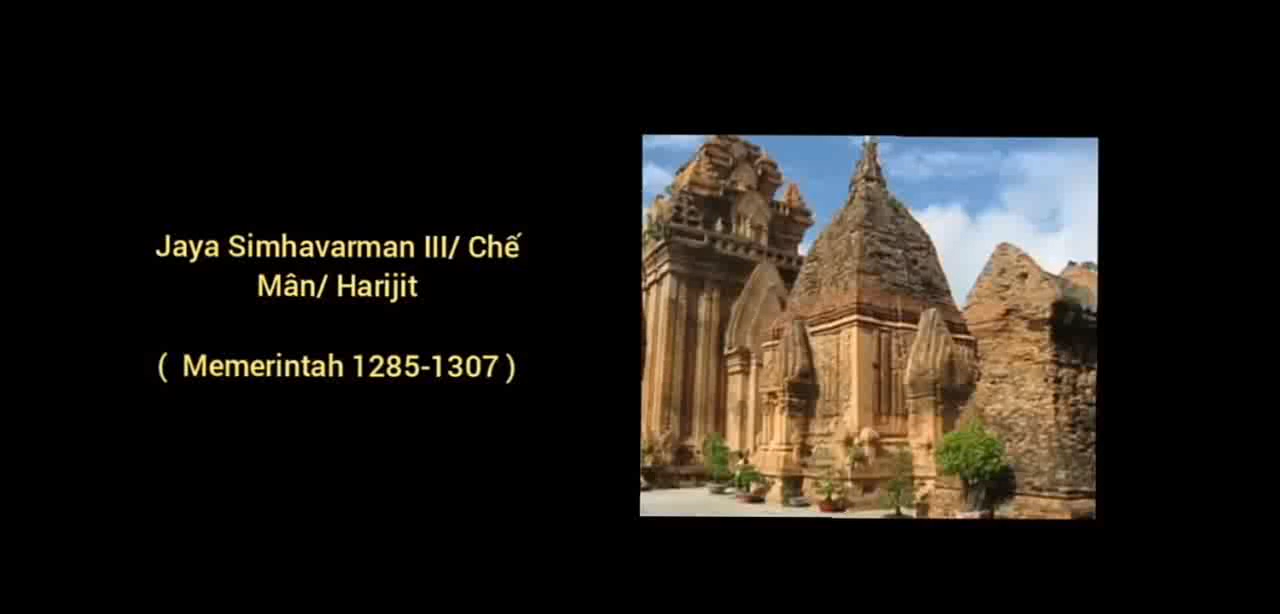 Jaya Simhavarman III/ Chế
Mân/ Harijit
( Memerintah 1285-1307 )